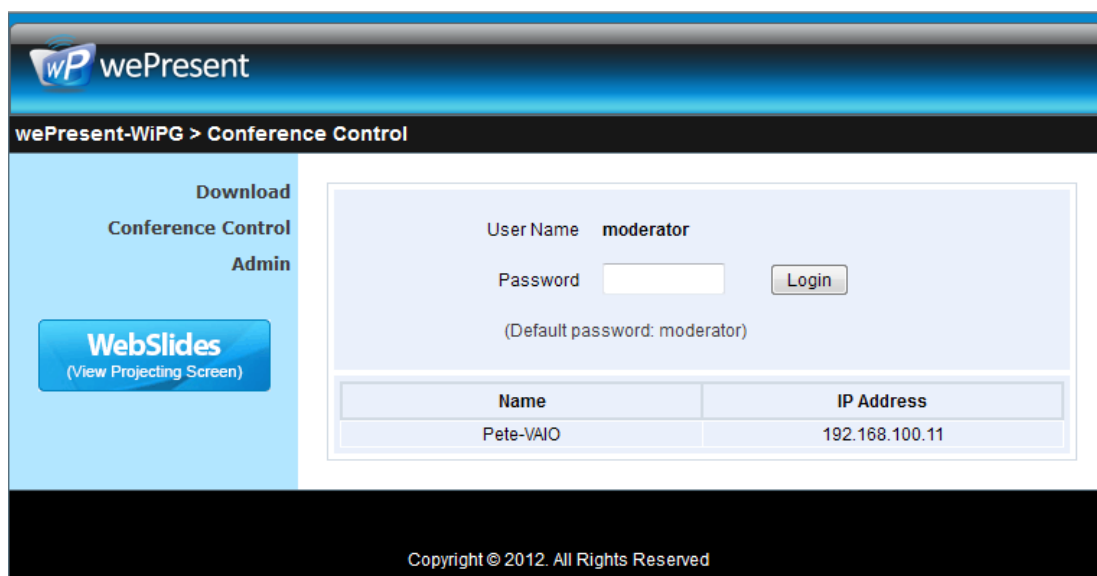 wP wePresent
wePresent-WiPG > Conference Control
Download
Conference Control
Admin
WebSlides
(View Projecting Screen)
User Name moderator
Password Login
(Default password: moderator)
Name IP Address
Pete-VAIO 192.168.100.11
Copyright © 2012. All Rights Reserved